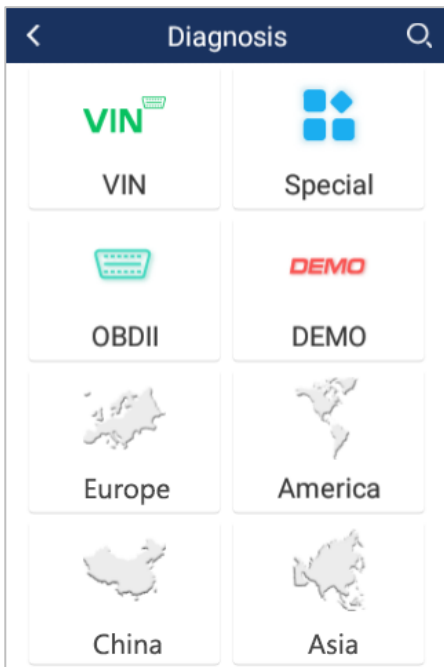 Diagnosis
VIN
VIN
Special
DEMO
OBDII
DEMO
Europe
America
China
Asia